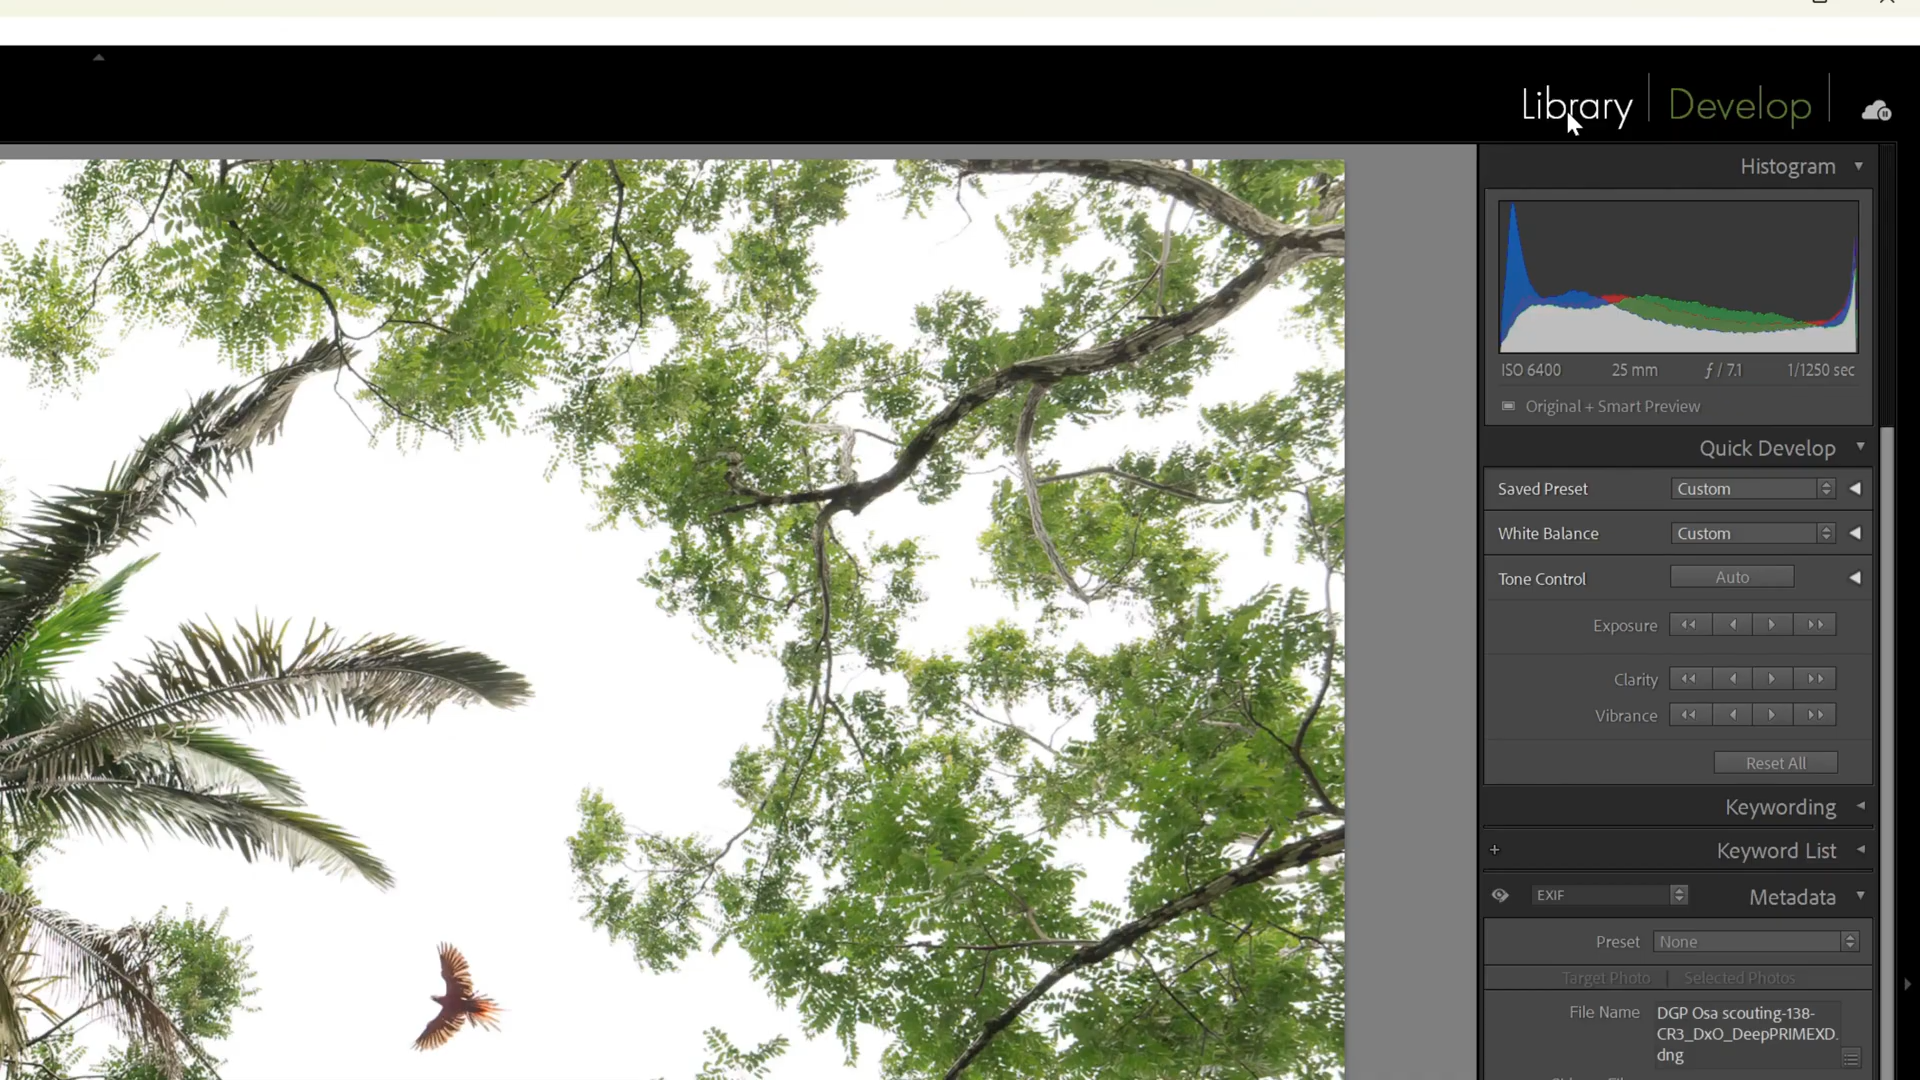 Library | Develop
Histogram
ISO 6400 25 mm ƒ / 7.1 1/1250 sec
Original + Smart Preview
Quick Develop
Saved Preset Custom
White Balance Custom
Tone Control Auto
Exposure
Clarity
Vibrance
Reset All
Keywording
+ Keyword List
EXIF Metadata
Preset None
Target Photo | Selected Photos
File Name DGP Osa scouting-138-
CR3_DxO_DeepPRIMEXD.
dng